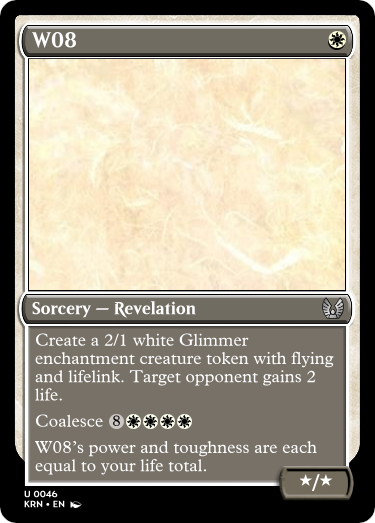 W08
Sorcery — Revelation
Create a 2/1 white Glimmer
enchantment creature token with flying
and lifelink. Target opponent gains 2
life.
Coalesce 8
W08's power and toughness are each
equal to your life total.
★/★
U 0046
KRN • EN